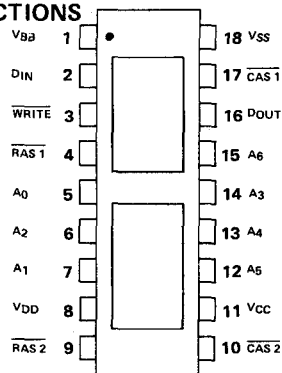 CTIONS
VBB 1 18 VSS
DIN 2 17 CAS 1
WRITE 3 16 DOUT
RAS 1 4 15 A6
A0 5 14 A3
A2 6 13 A4
A1 7 12 A5
VDD 8 11 VCC
RAS 2 9 10 CAS 2